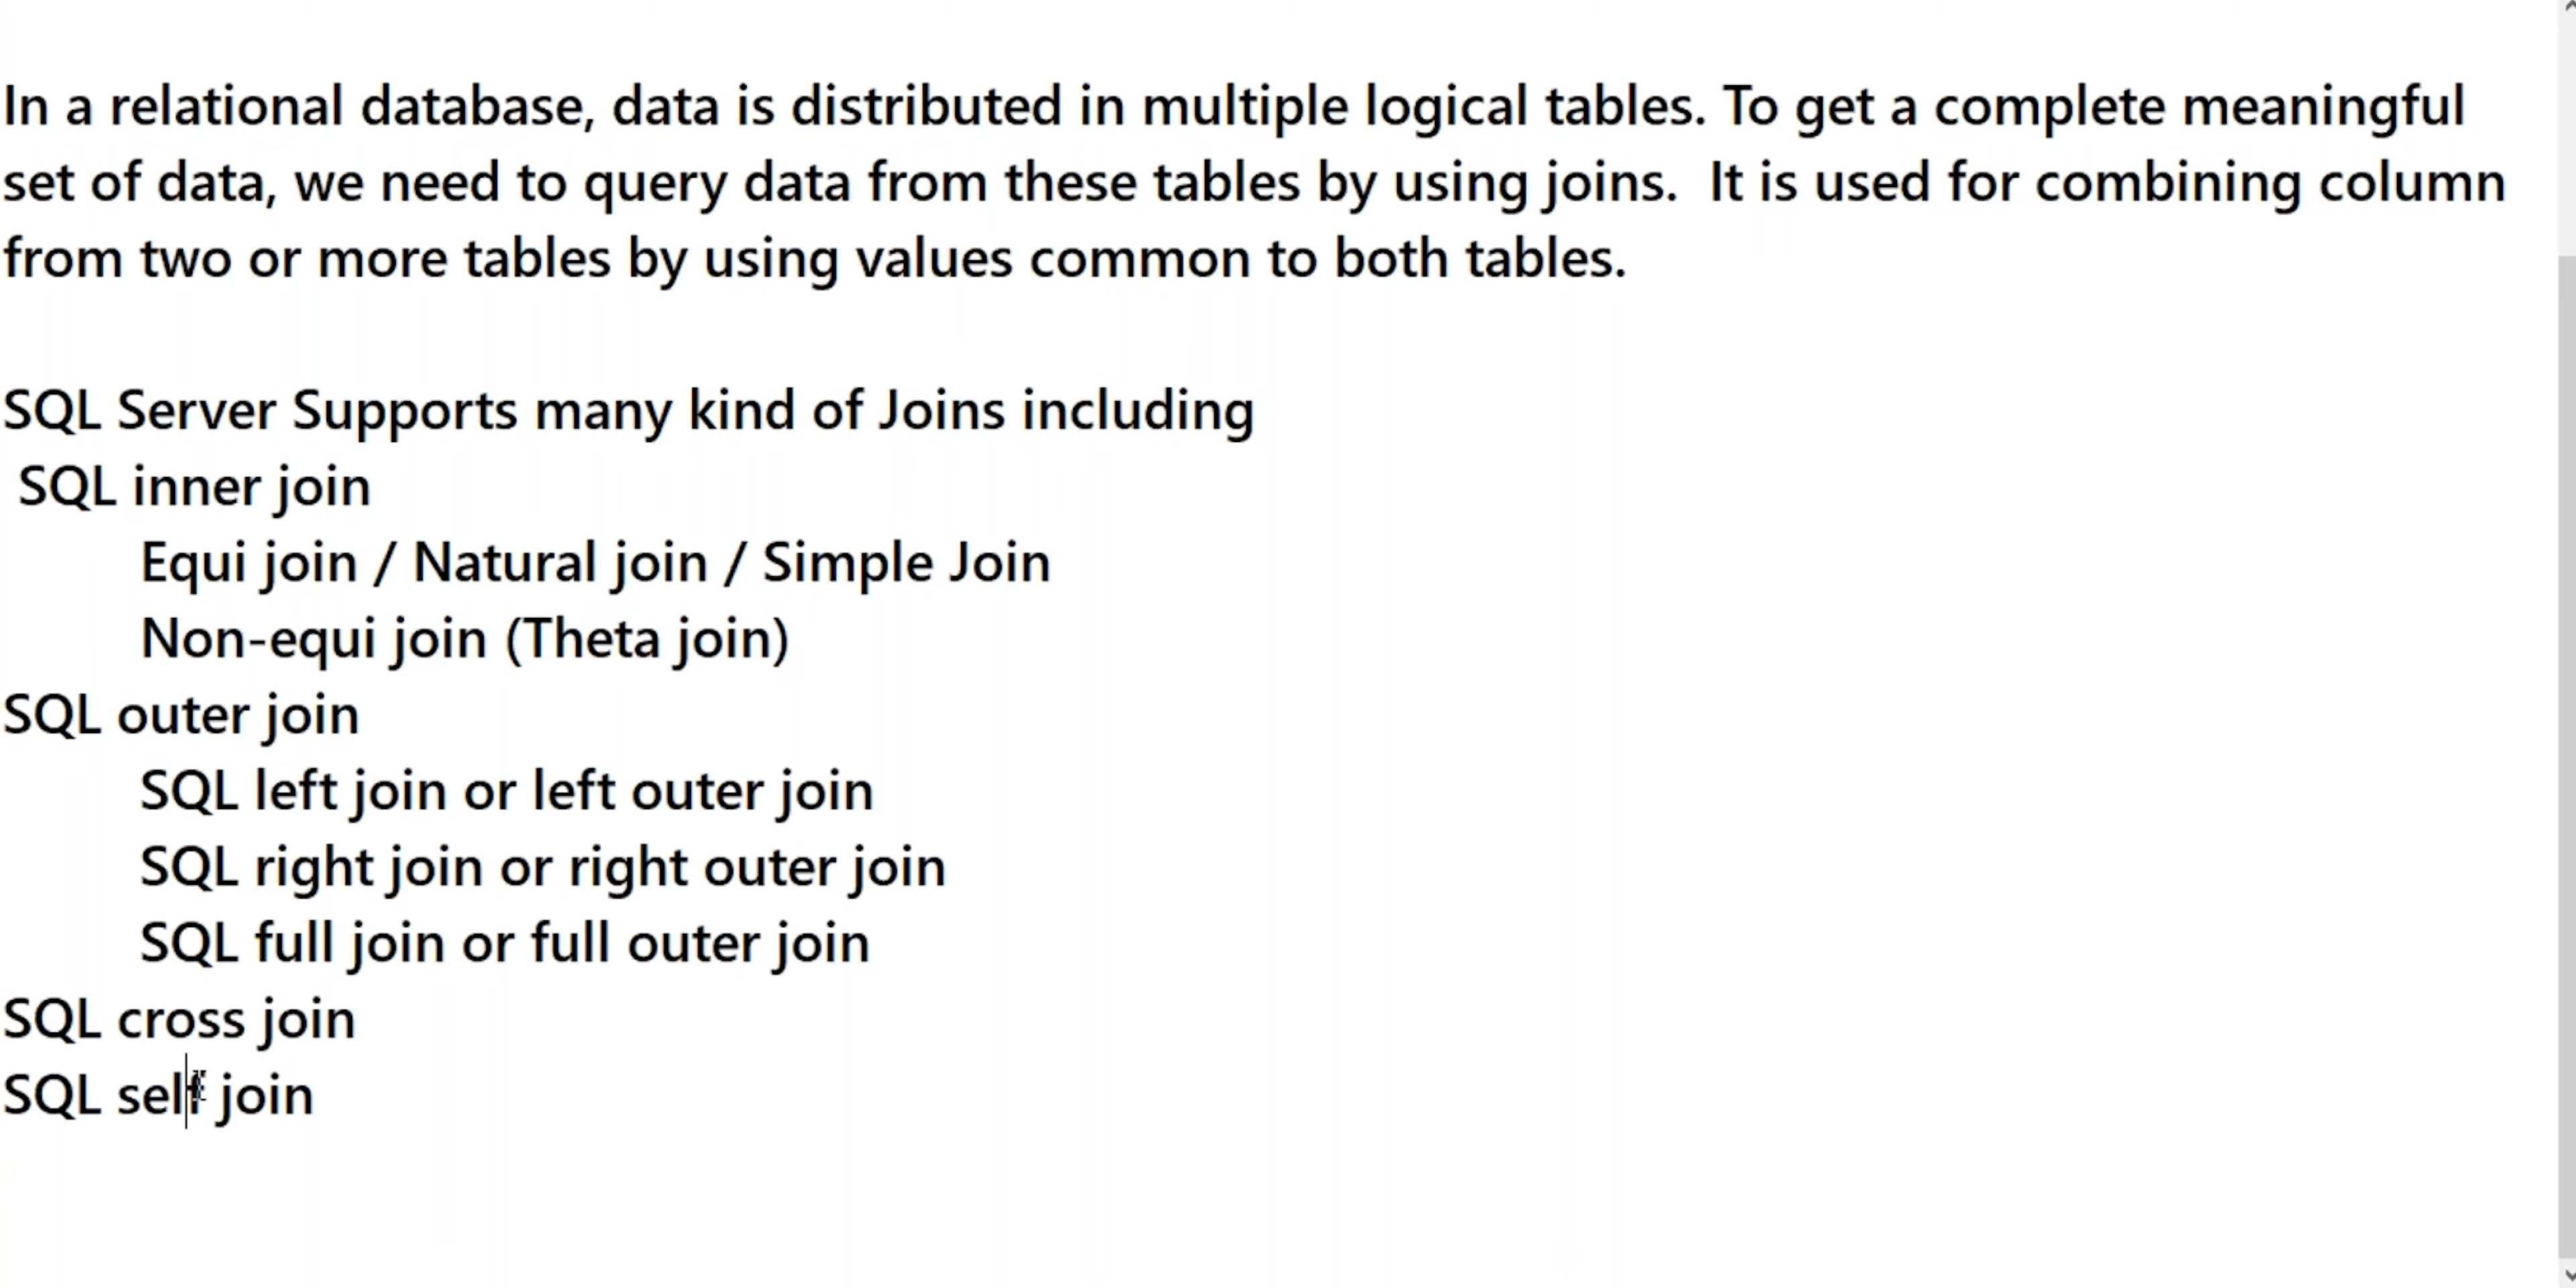 In a relational database, data is distributed in multiple logical tables. To get a complete meaningful
set of data, we need to query data from these tables by using joins.  It is used for combining column
from two or more tables by using values common to both tables.
SQL Server Supports many kind of Joins including
SQL inner join
Equi join / Natural join / Simple Join
Non-equi join (Theta join)
SQL outer join
SQL left join or left outer join
SQL right join or right outer join
SQL full join or full outer join
SQL cross join
SQL self join